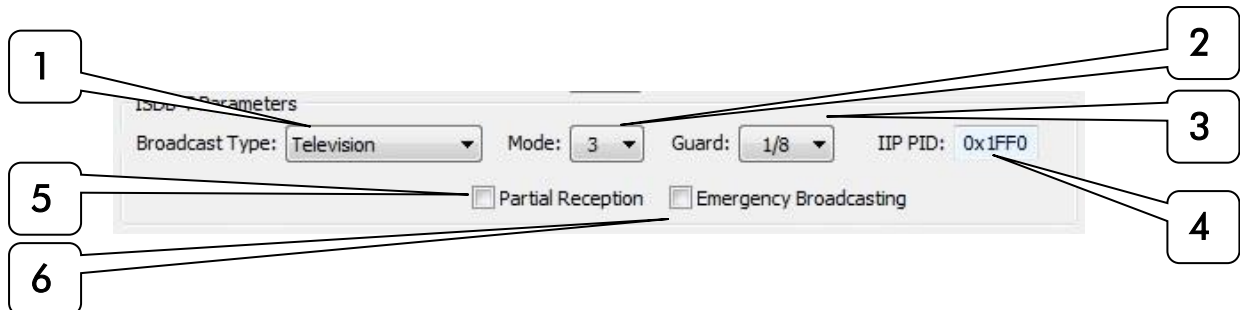 1
2
ISDB-T Parameters
3
Broadcast Type: Television Mode: 3 Guard: 1/8 IIP PID: 0x1FF0
5
Partial Reception Emergency Broadcasting
4
6